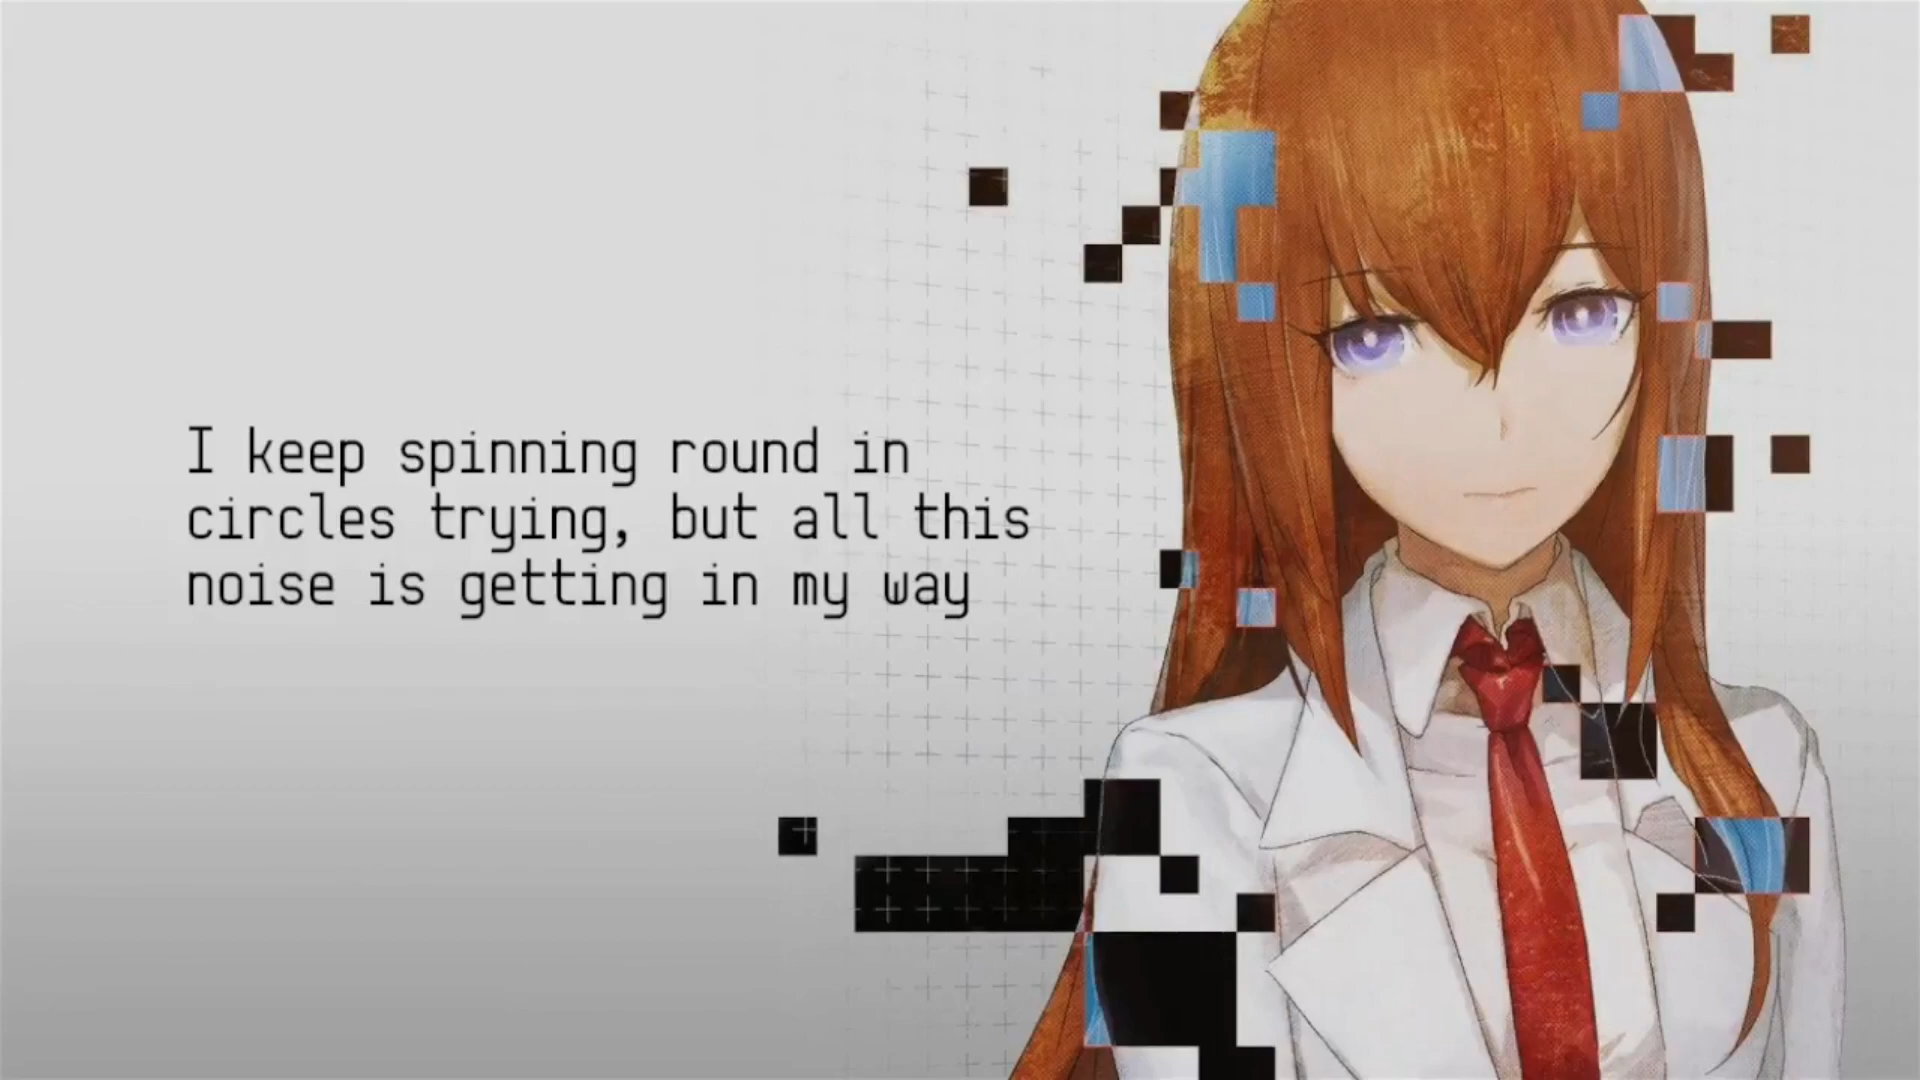 I keep spinning round in
circles trying, but all this
noise is getting in my way